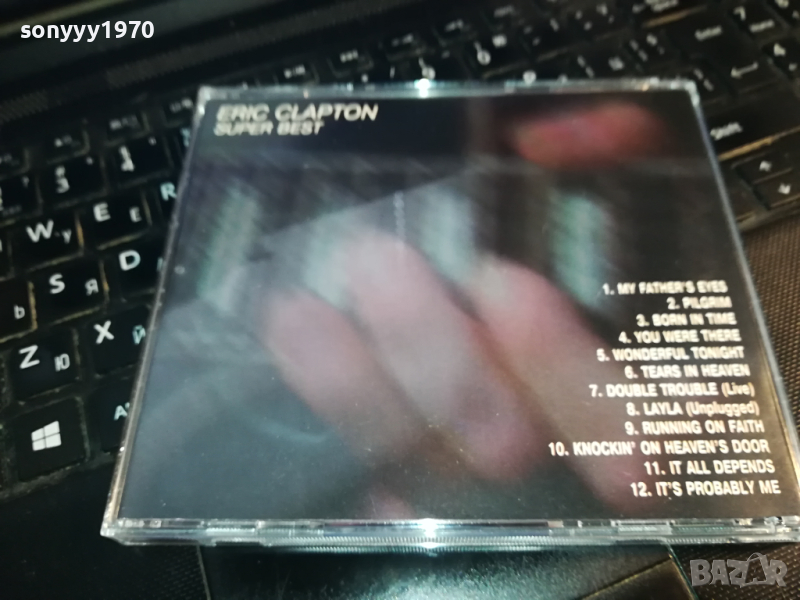 sonyyy1970
ERIC CLAPTON
SUPER BEST
1. MY FATHER'S EYES
2. PILGRIM
3. BORN IN TIME
4. YOU WERE THERE
5. WONDERFUL TONIGHT
6. TEARS IN HEAVEN
7. DOUBLE TROUBLE (Live)
8. LAYLA (Unplugged)
9. RUNNING ON FAITH
10. KNOCKIN' ON HEAVEN'S DOOR
11. IT ALL DEPENDS
12. IT'S PROBABLY ME
W У E Е R
Ь S Я D А
Z Ю X Й
Shift
BAZAR